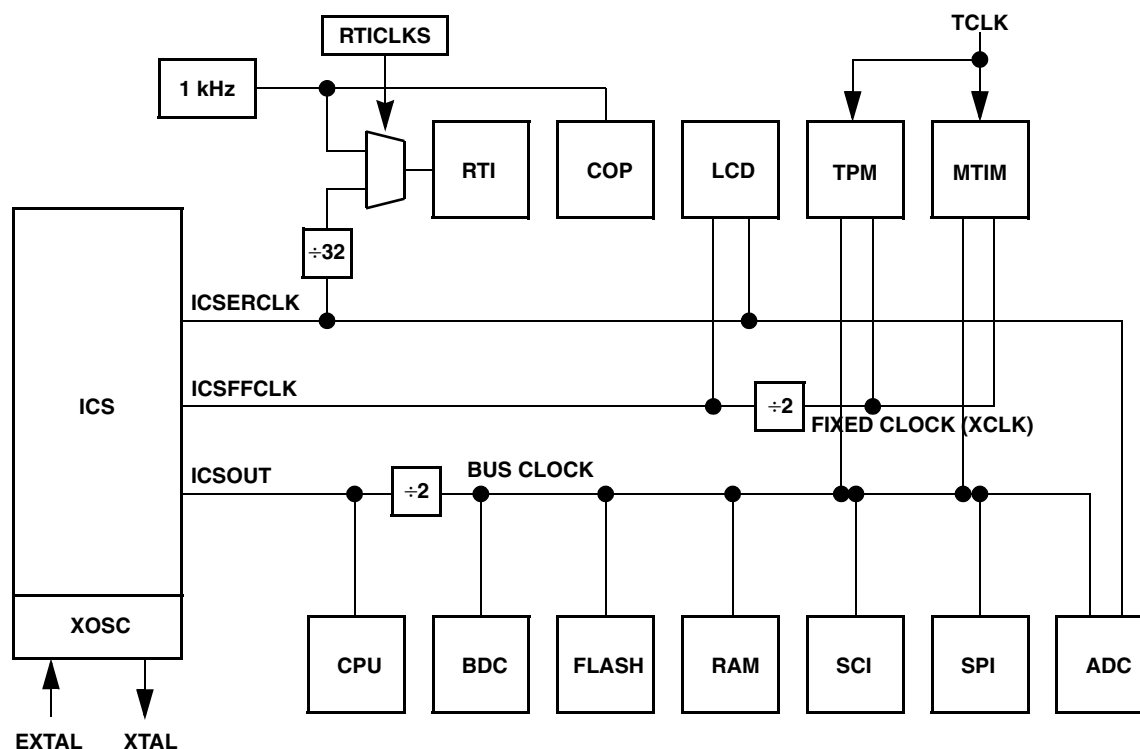 TCLK
RTICLKS
1 kHz
RTI
COP
LCD
TPM
MTIM
÷32
ICSERCLK
ICS
ICSFFCLK
÷2
FIXED CLOCK (XCLK)
ICSOUT
÷2
BUS CLOCK
XOSC
CPU
BDC
FLASH
RAM
SCI
SPI
ADC
EXTAL
XTAL